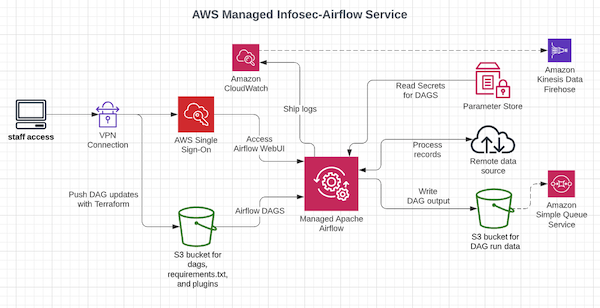 AWS Managed Infosec-Airflow Service
Amazon
CloudWatch
Amazon
Kinesis Data
Firehose
Read Secrets
for DAGS
Parameter Store
Ship logs
staff access
VPN
Connection
AWS Single
Sign-On
Access
Airflow WebUI
Process
records
Remote data
source
Push DAG updates
with Terraform
Airflow DAGS
Managed Apache
Airflow
Write
DAG output
Amazon
Simple Queue
Service
S3 bucket for
dags,
requirements.txt,
and plugins
S3 bucket for
DAG run data